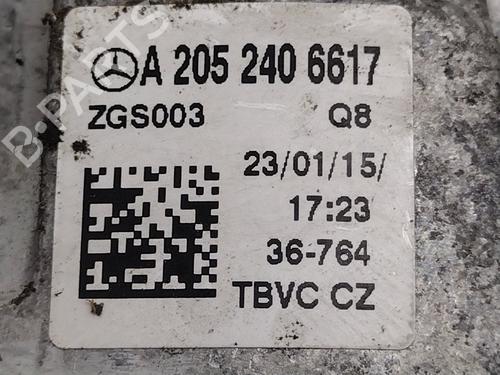 A 205 240 6617
ZGS003 Q8
23/01/15/
17:23
36-764
TBVC CZ
B-PARTS